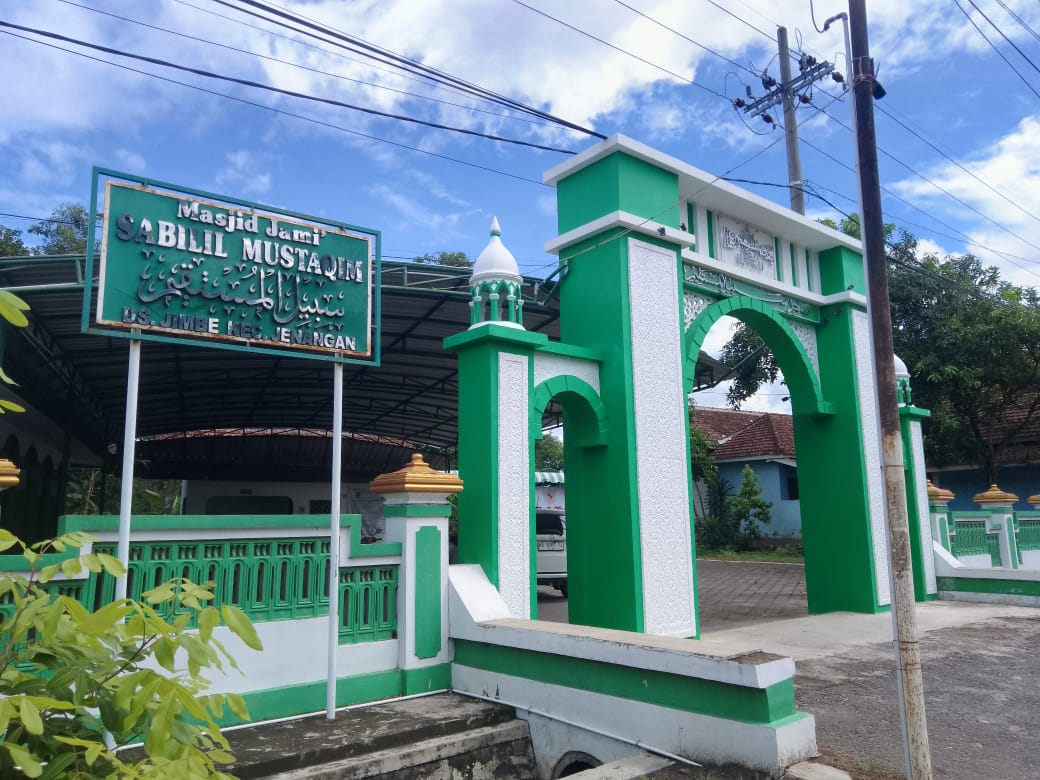 Masjid Jami'
SABILIL MUSTAQIM
سبيل المستقيم
DS. JIMBE KEC. JENANGAN